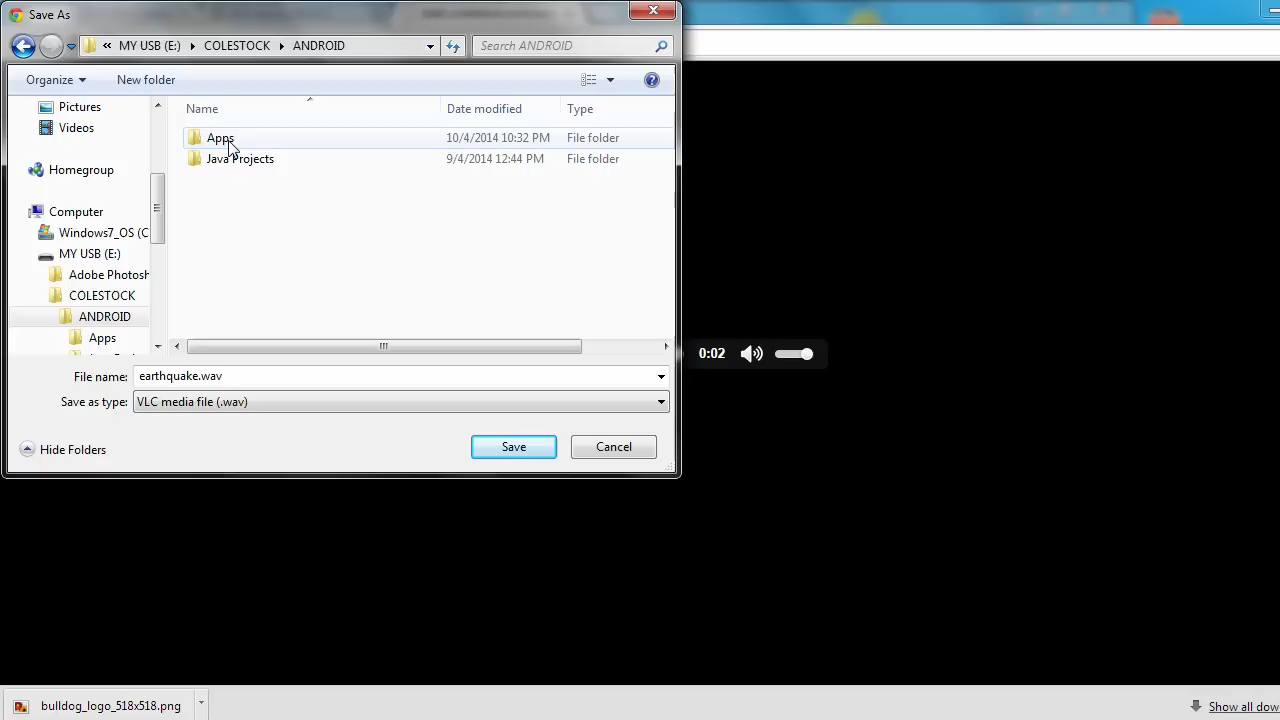 Save As
« MY USB (E:) COLESTOCK ANDROID Search ANDROID
Organize New folder
Pictures
Videos
Homegroup
Computer
Windows7_OS (C
MY USB (E:)
Adobe Photosh
COLESTOCK
ANDROID
Apps
Name Date modified Type
Apps 10/4/2014 10:32 PM File folder
Java Projects 9/4/2014 12:44 PM File folder
File name: earthquake.wav
Save as type: VLC media file (.wav)
Hide Folders Save Cancel
0:02
bulldog_logo_518x518.png
Show all dow